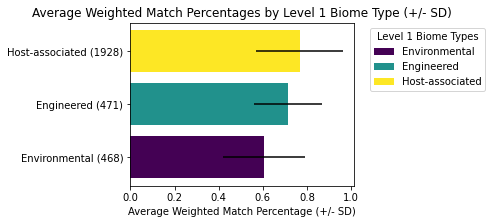 Average Weighted Match Percentages by Level 1 Biome Type (+/- SD)
Host-associated (1928)
Engineered (471)
Environmental (468)
0.0 0.2 0.4 0.6 0.8 1.0
Average Weighted Match Percentage (+/- SD)
Level 1 Biome Types
Environmental
Engineered
Host-associated